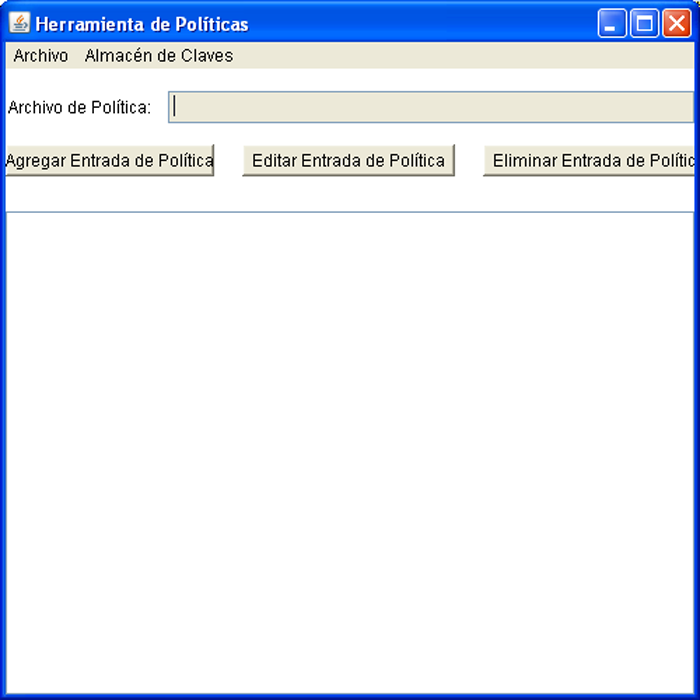 Herramienta de Políticas
Archivo Almacén de Claves
Archivo de Política:
Agregar Entrada de Política Editar Entrada de Política Eliminar Entrada de Polític